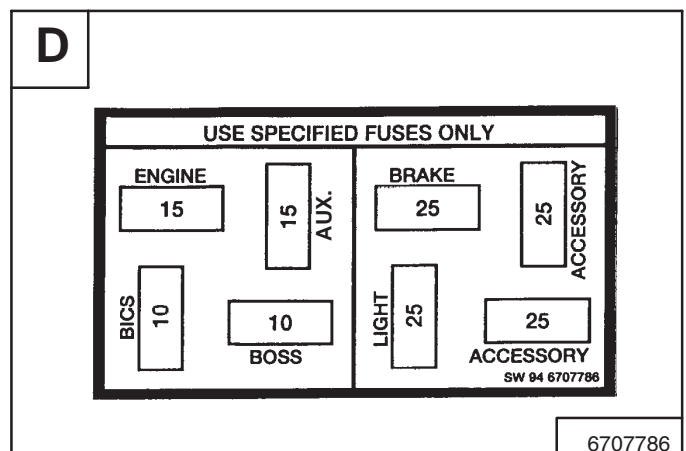 D
USE SPECIFIED FUSES ONLY
ENGINE
15
15
AUX.
BICS
10
10
BOSS
BRAKE
25
25
ACCESSORY
LIGHT
25
25
ACCESSORY
SW 94 6707786
6707786